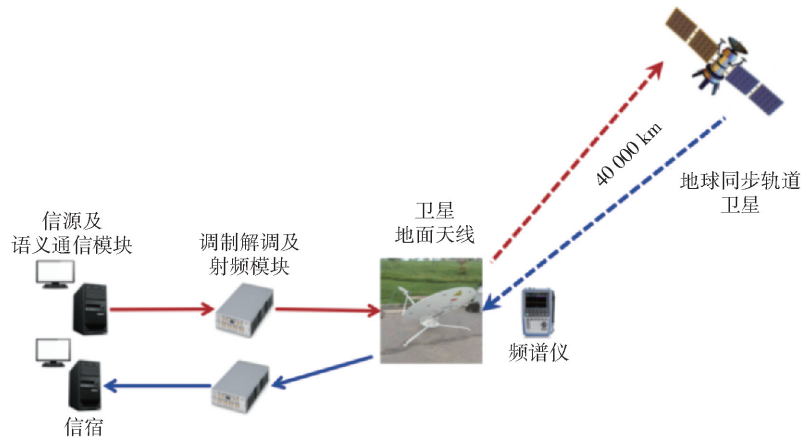 40 000 km
地球同步轨道
卫星
卫星
地面天线
信源及
语义通信模块
调制解调及
射频模块
频谱仪
信宿